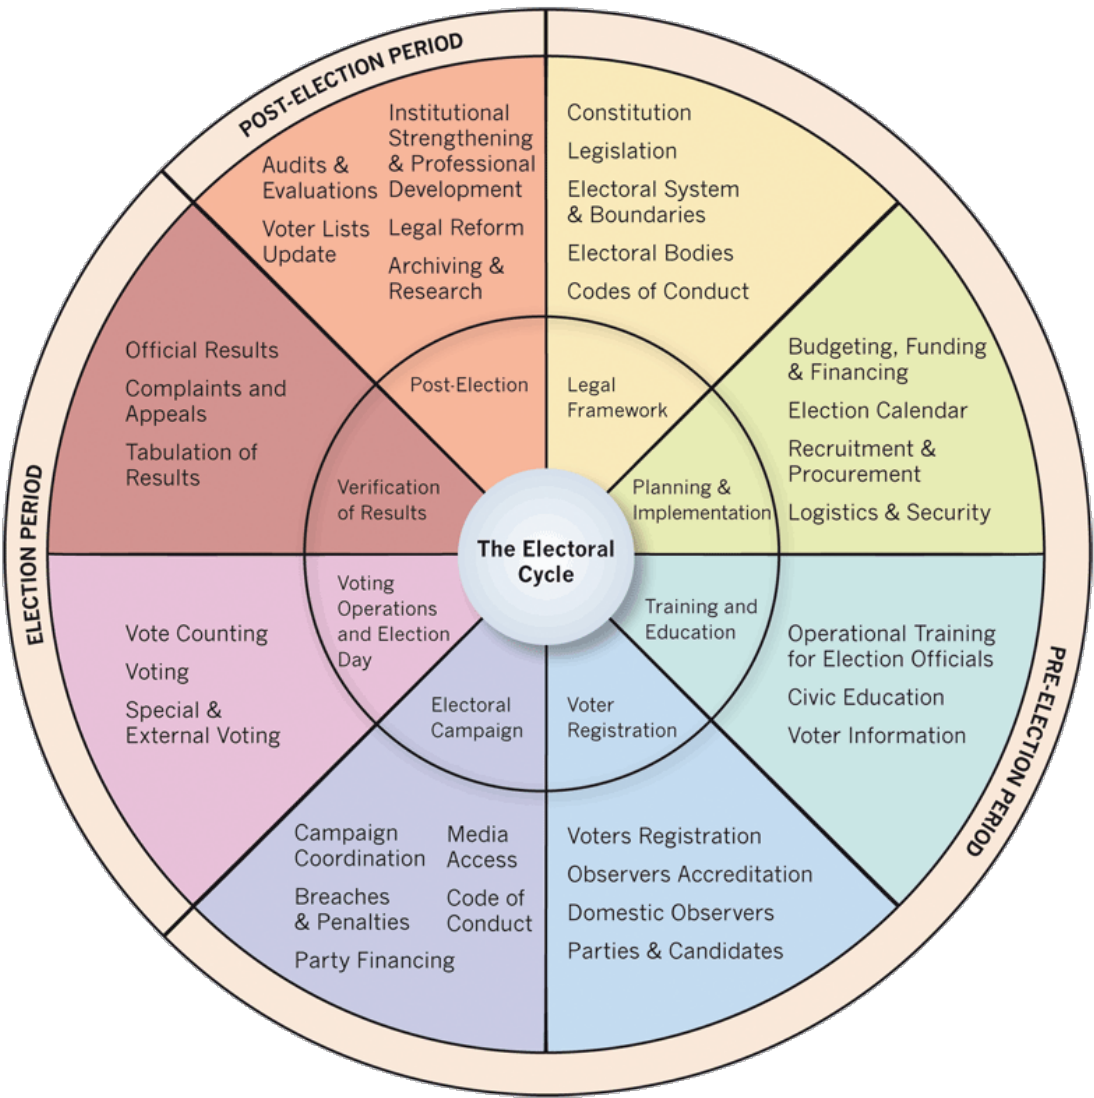 POST-ELECTION PERIOD
Institutional
Strengthening
& Professional
Development
Legal Reform
Archiving &
Research
Audits &
Evaluations
Voter Lists
Update
Post-Election
Constitution
Legislation
Electoral System
& Boundaries
Electoral Bodies
Codes of Conduct
Legal
Framework
Budgeting, Funding
& Financing
Election Calendar
Recruitment &
Procurement
Logistics & Security
Planning &
Implementation
The Electoral
Cycle
Training and
Education
Operational Training
for Election Officials
Civic Education
Voter Information
PRE-ELECTION PERIOD
Voter
Registration
Voters Registration
Observers Accreditation
Domestic Observers
Parties & Candidates
Electoral
Campaign
Campaign
Coordination
Breaches
& Penalties
Party Financing
Media
Access
Code of
Conduct
Voting
Operations
and Election
Day
Vote Counting
Voting
Special &
External Voting
ELECTION PERIOD
Verification
of Results
Official Results
Complaints and
Appeals
Tabulation of
Results